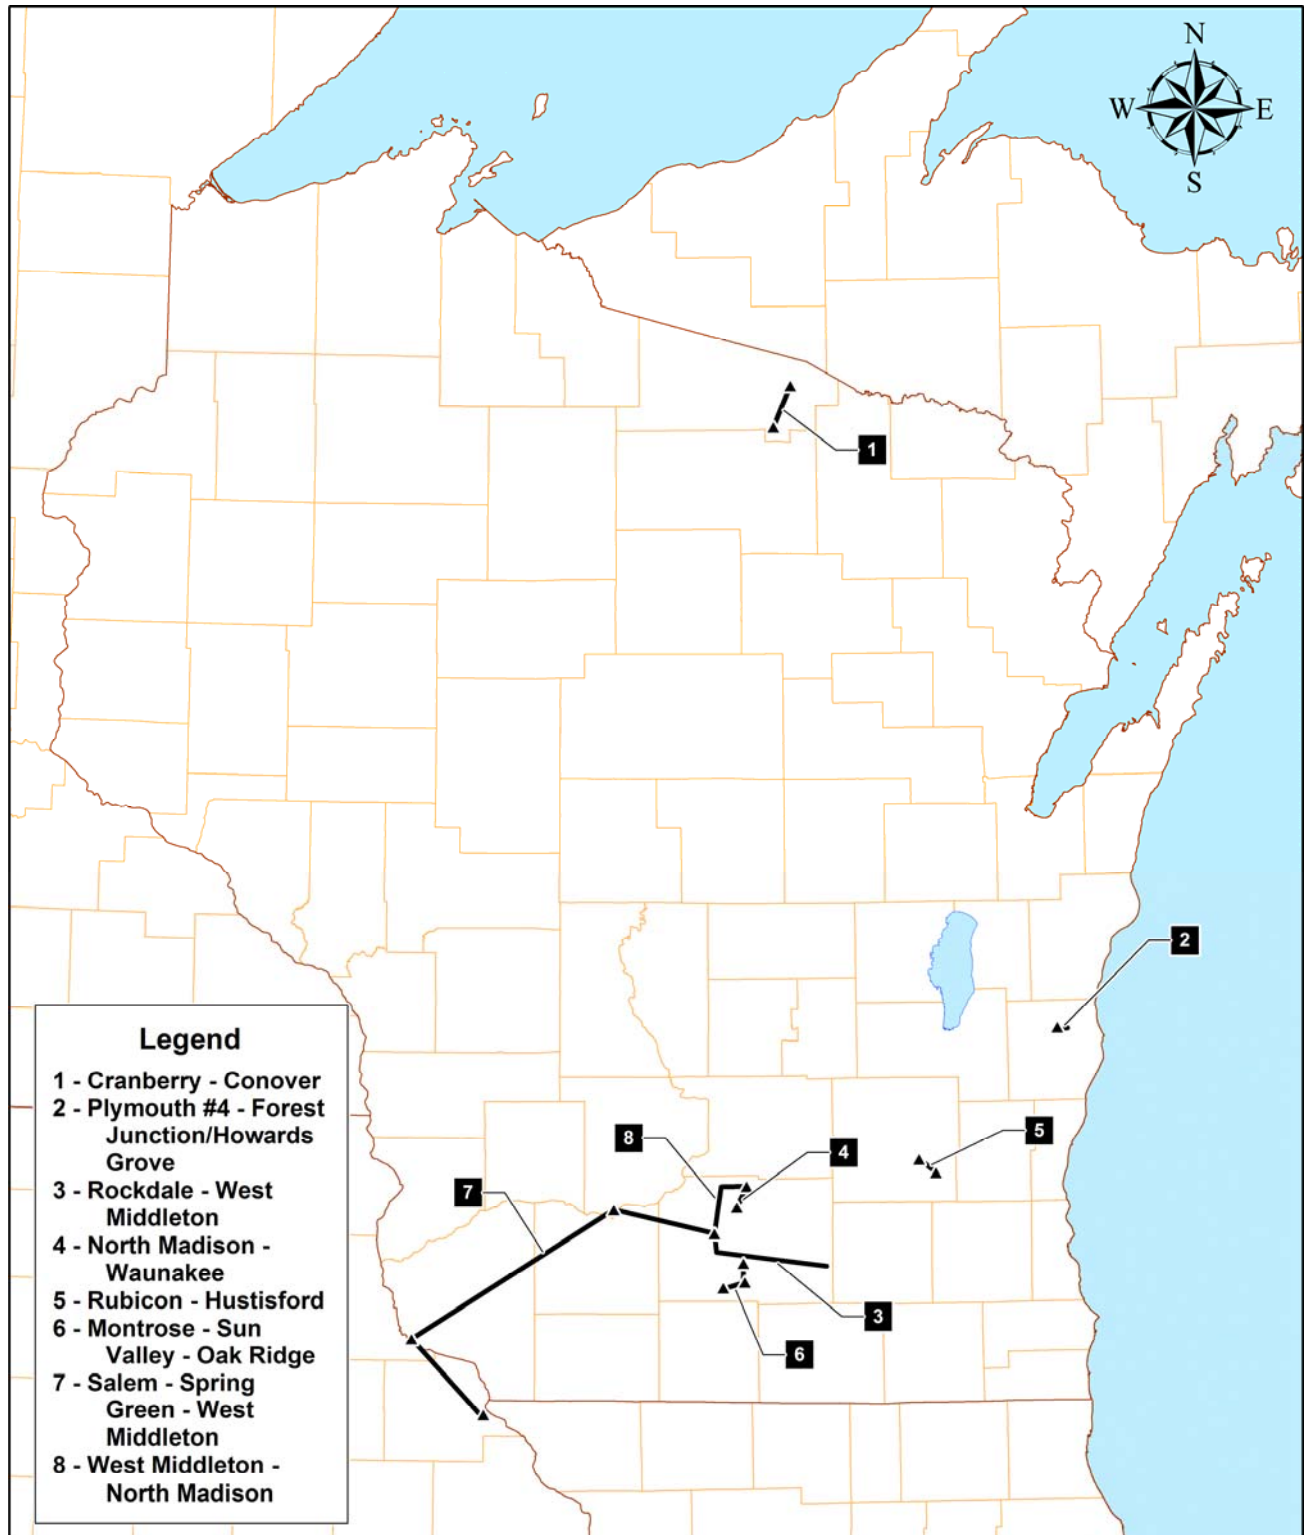 N
W
E
S
1
2
8
4
5
7
3
6
Legend
1 - Cranberry - Conover
2 - Plymouth #4 - Forest
Junction/Howards
Grove
3 - Rockdale - West
Middleton
4 - North Madison -
Waunakee
5 - Rubicon - Hustisford
6 - Montrose - Sun
Valley - Oak Ridge
7 - Salem - Spring
Green - West
Middleton
8 - West Middleton -
North Madison